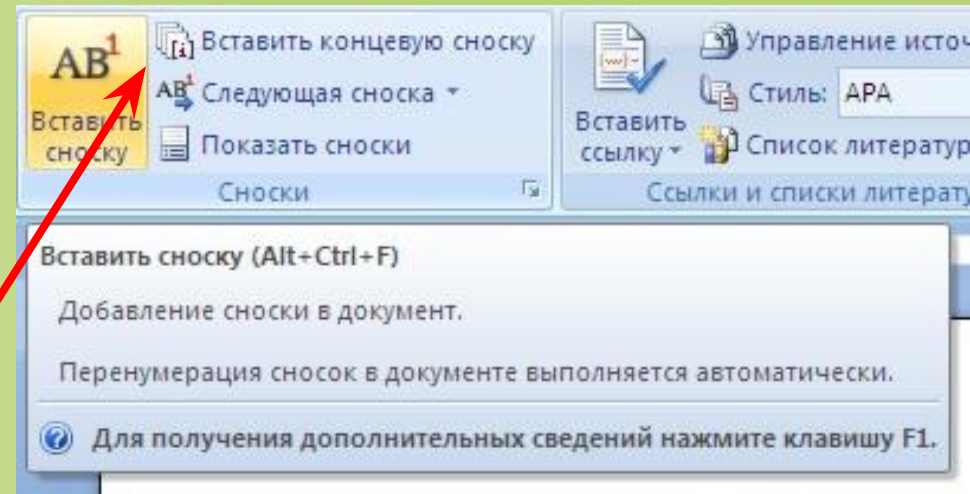 AB1
Вставить сноску
Вставить концевую сноску
AB1 Следующая сноска
Показать сноски
Сноски
Вставить ссылку
Управление источ
Стиль: APA
Список литератур
Ссылки и списки литерату
Вставить сноску (Alt+Ctrl+F)
Добавление сноски в документ.
Перенумерация сносок в документе выполняется автоматически.
Для получения дополнительных сведений нажмите клавишу F1.